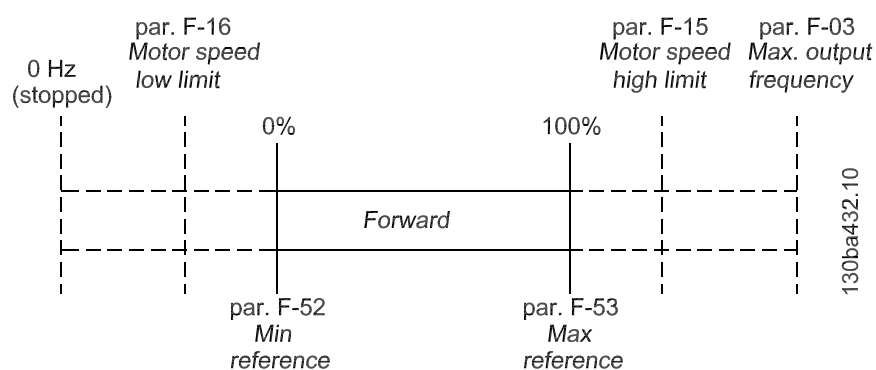 par. F-16
Motor speed
low limit
par. F-15
Motor speed
high limit
par. F-03
Max. output
frequency
0 Hz
(stopped)
0%
100%
Forward
130ba432.10
par. F-52
Min
reference
par. F-53
Max
reference